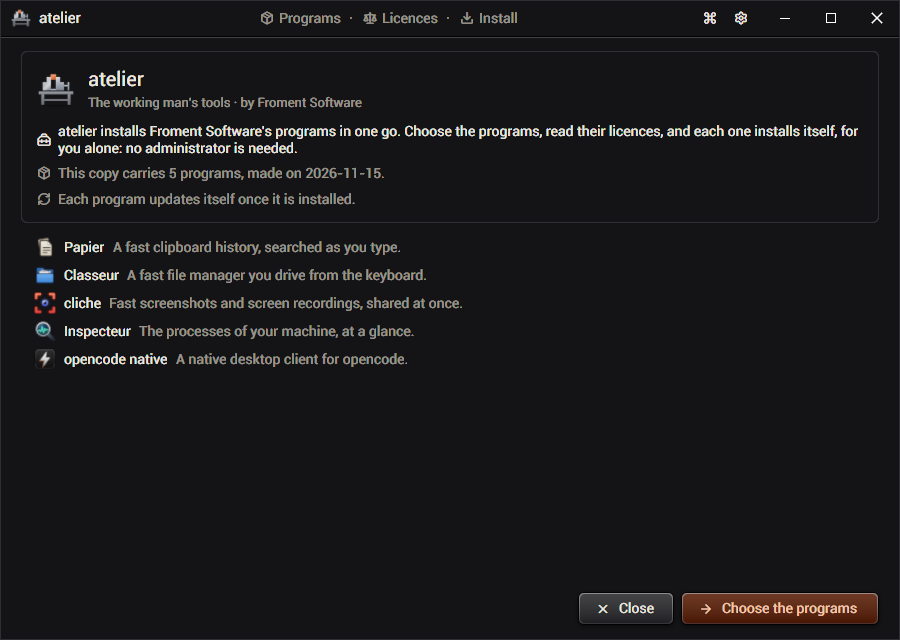 atelier
Programs · Licences · Install
atelier
The working man's tools · by Froment Software
atelier installs Froment Software's programs in one go. Choose the programs, read their licences, and each one installs itself, for
you alone: no administrator is needed.
This copy carries 5 programs, made on 2026-11-15.
Each program updates itself once it is installed.
Papier A fast clipboard history, searched as you type.
Classeur A fast file manager you drive from the keyboard.
cliche Fast screenshots and screen recordings, shared at once.
Inspecteur The processes of your machine, at a glance.
opencode native A native desktop client for opencode.
Close
Choose the programs